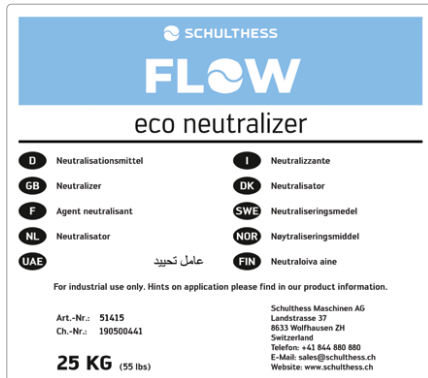 SCHULTHESS
FLOW
eco neutralizer
D Neutralisationsmittel
GB Neutralizer
F Agent neutralisant
NL Neutralisator
UAE عامل تحييد
I Neutralizzante
DK Neutralisator
SWE Neutraliseringsmedel
NOR Nøytraliseringsmiddel
FIN Neutraloiva aine
For industrial use only. Hints on application please find in our product information.
Art.-Nr.: 51415
Ch.-Nr.: 190500441
25 KG (55 lbs)
Schulthess Maschinen AG
Landstrasse 37
8633 Wolfhausen ZH
Switzerland
Telefon: +41 844 880 880
E-Mail: sales@schulthess.ch
Website: www.schulthess.ch